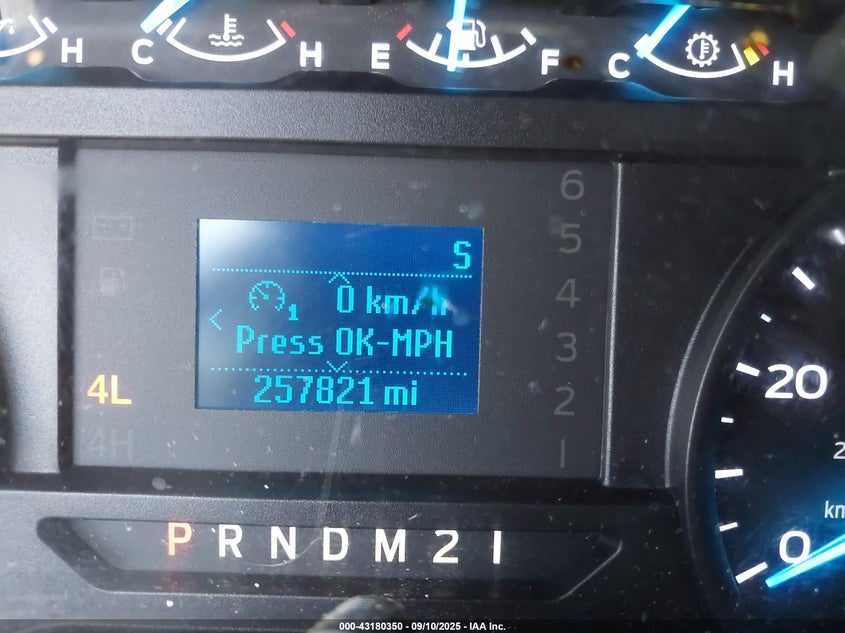 H C H E F C H
6
5
4
3
2
1
S
0 km/h
1
Press OK-MPH
257821 mi
4L
4H
20
0
P R N D M 2 1
000-43180350 - 09/10/2025 - IAA Inc.